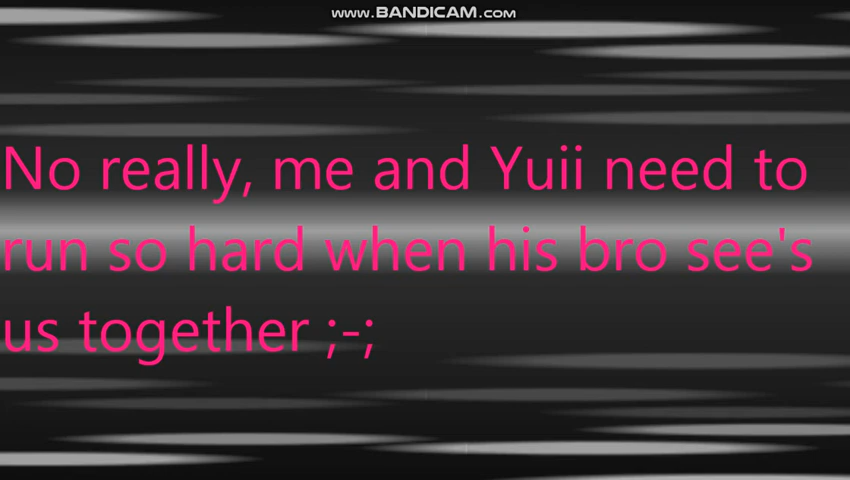 www.BANDICAM.com
No really, me and Yuii need to
run so hard when his bro see's
us together ;-;